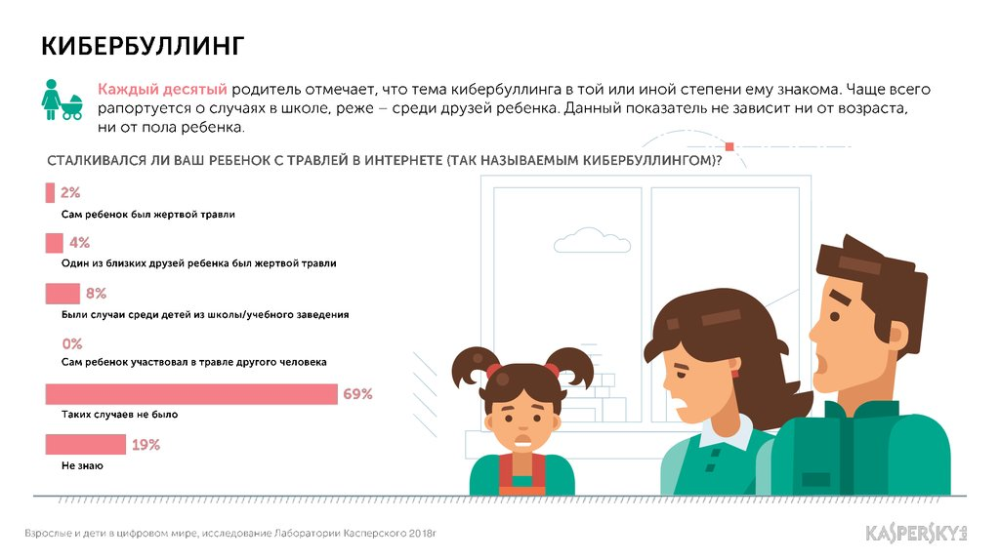 КИБЕРБУЛЛИНГ
Каждый десятый родитель отмечает, что тема кибербуллинга в той или иной степени ему знакома. Чаще всего
рапортуется о случаях в школе, реже – среди друзей ребенка. Данный показатель не зависит ни от возраста,
ни от пола ребенка.
СТАЛКИВАЛСЯ ЛИ ВАШ РЕБЕНОК С ТРАВЛЕЙ В ИНТЕРНЕТЕ (ТАК НАЗЫВАЕМЫМ КИБЕРБУЛЛИНГОМ)?
2%
Сам ребенок был жертвой травли
4%
Один из близких друзей ребенка был жертвой травли
8%
Были случаи среди детей из школы/учебного заведения
0%
Сам ребенок участвовал в травле другого человека
69%
Таких случаев не было
19%
Не знаю
Взрослые и дети в цифровом мире, исследование Лаборатории Касперского 2018г
KASPERSKY lab